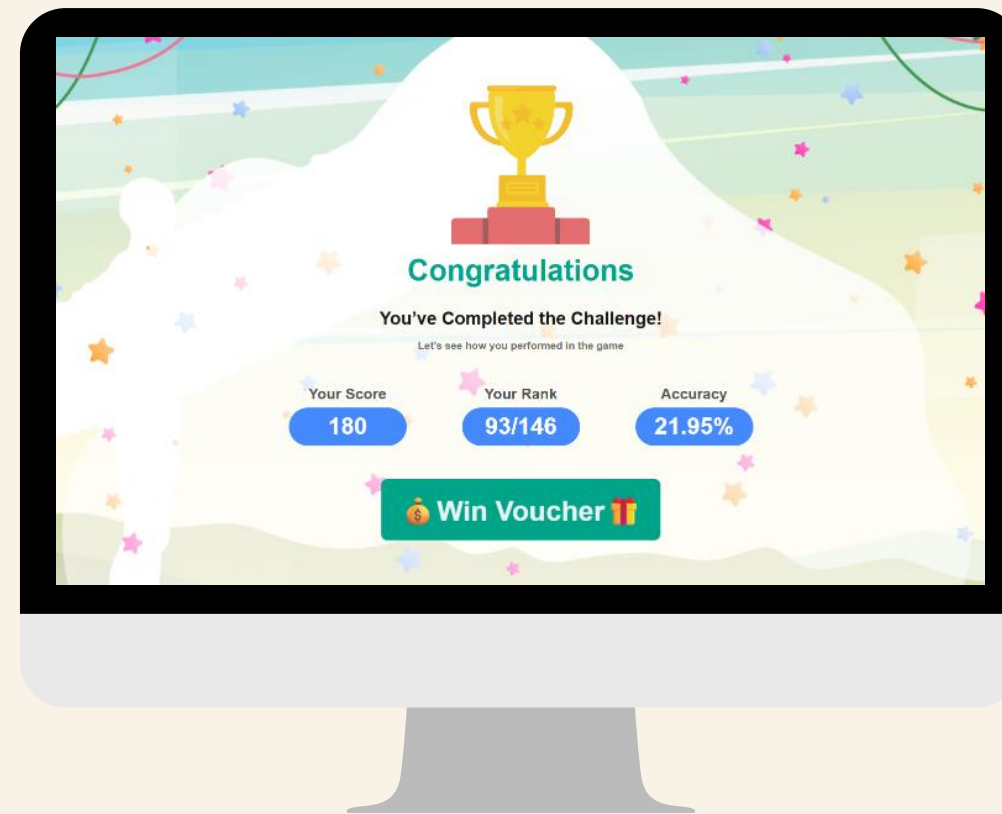 Congratulations
You’ve Completed the Challenge!
Let's see how you performed in the game
Your Score
Your Rank
Accuracy
180
93/146
21.95%
💰 Win Voucher 🎁